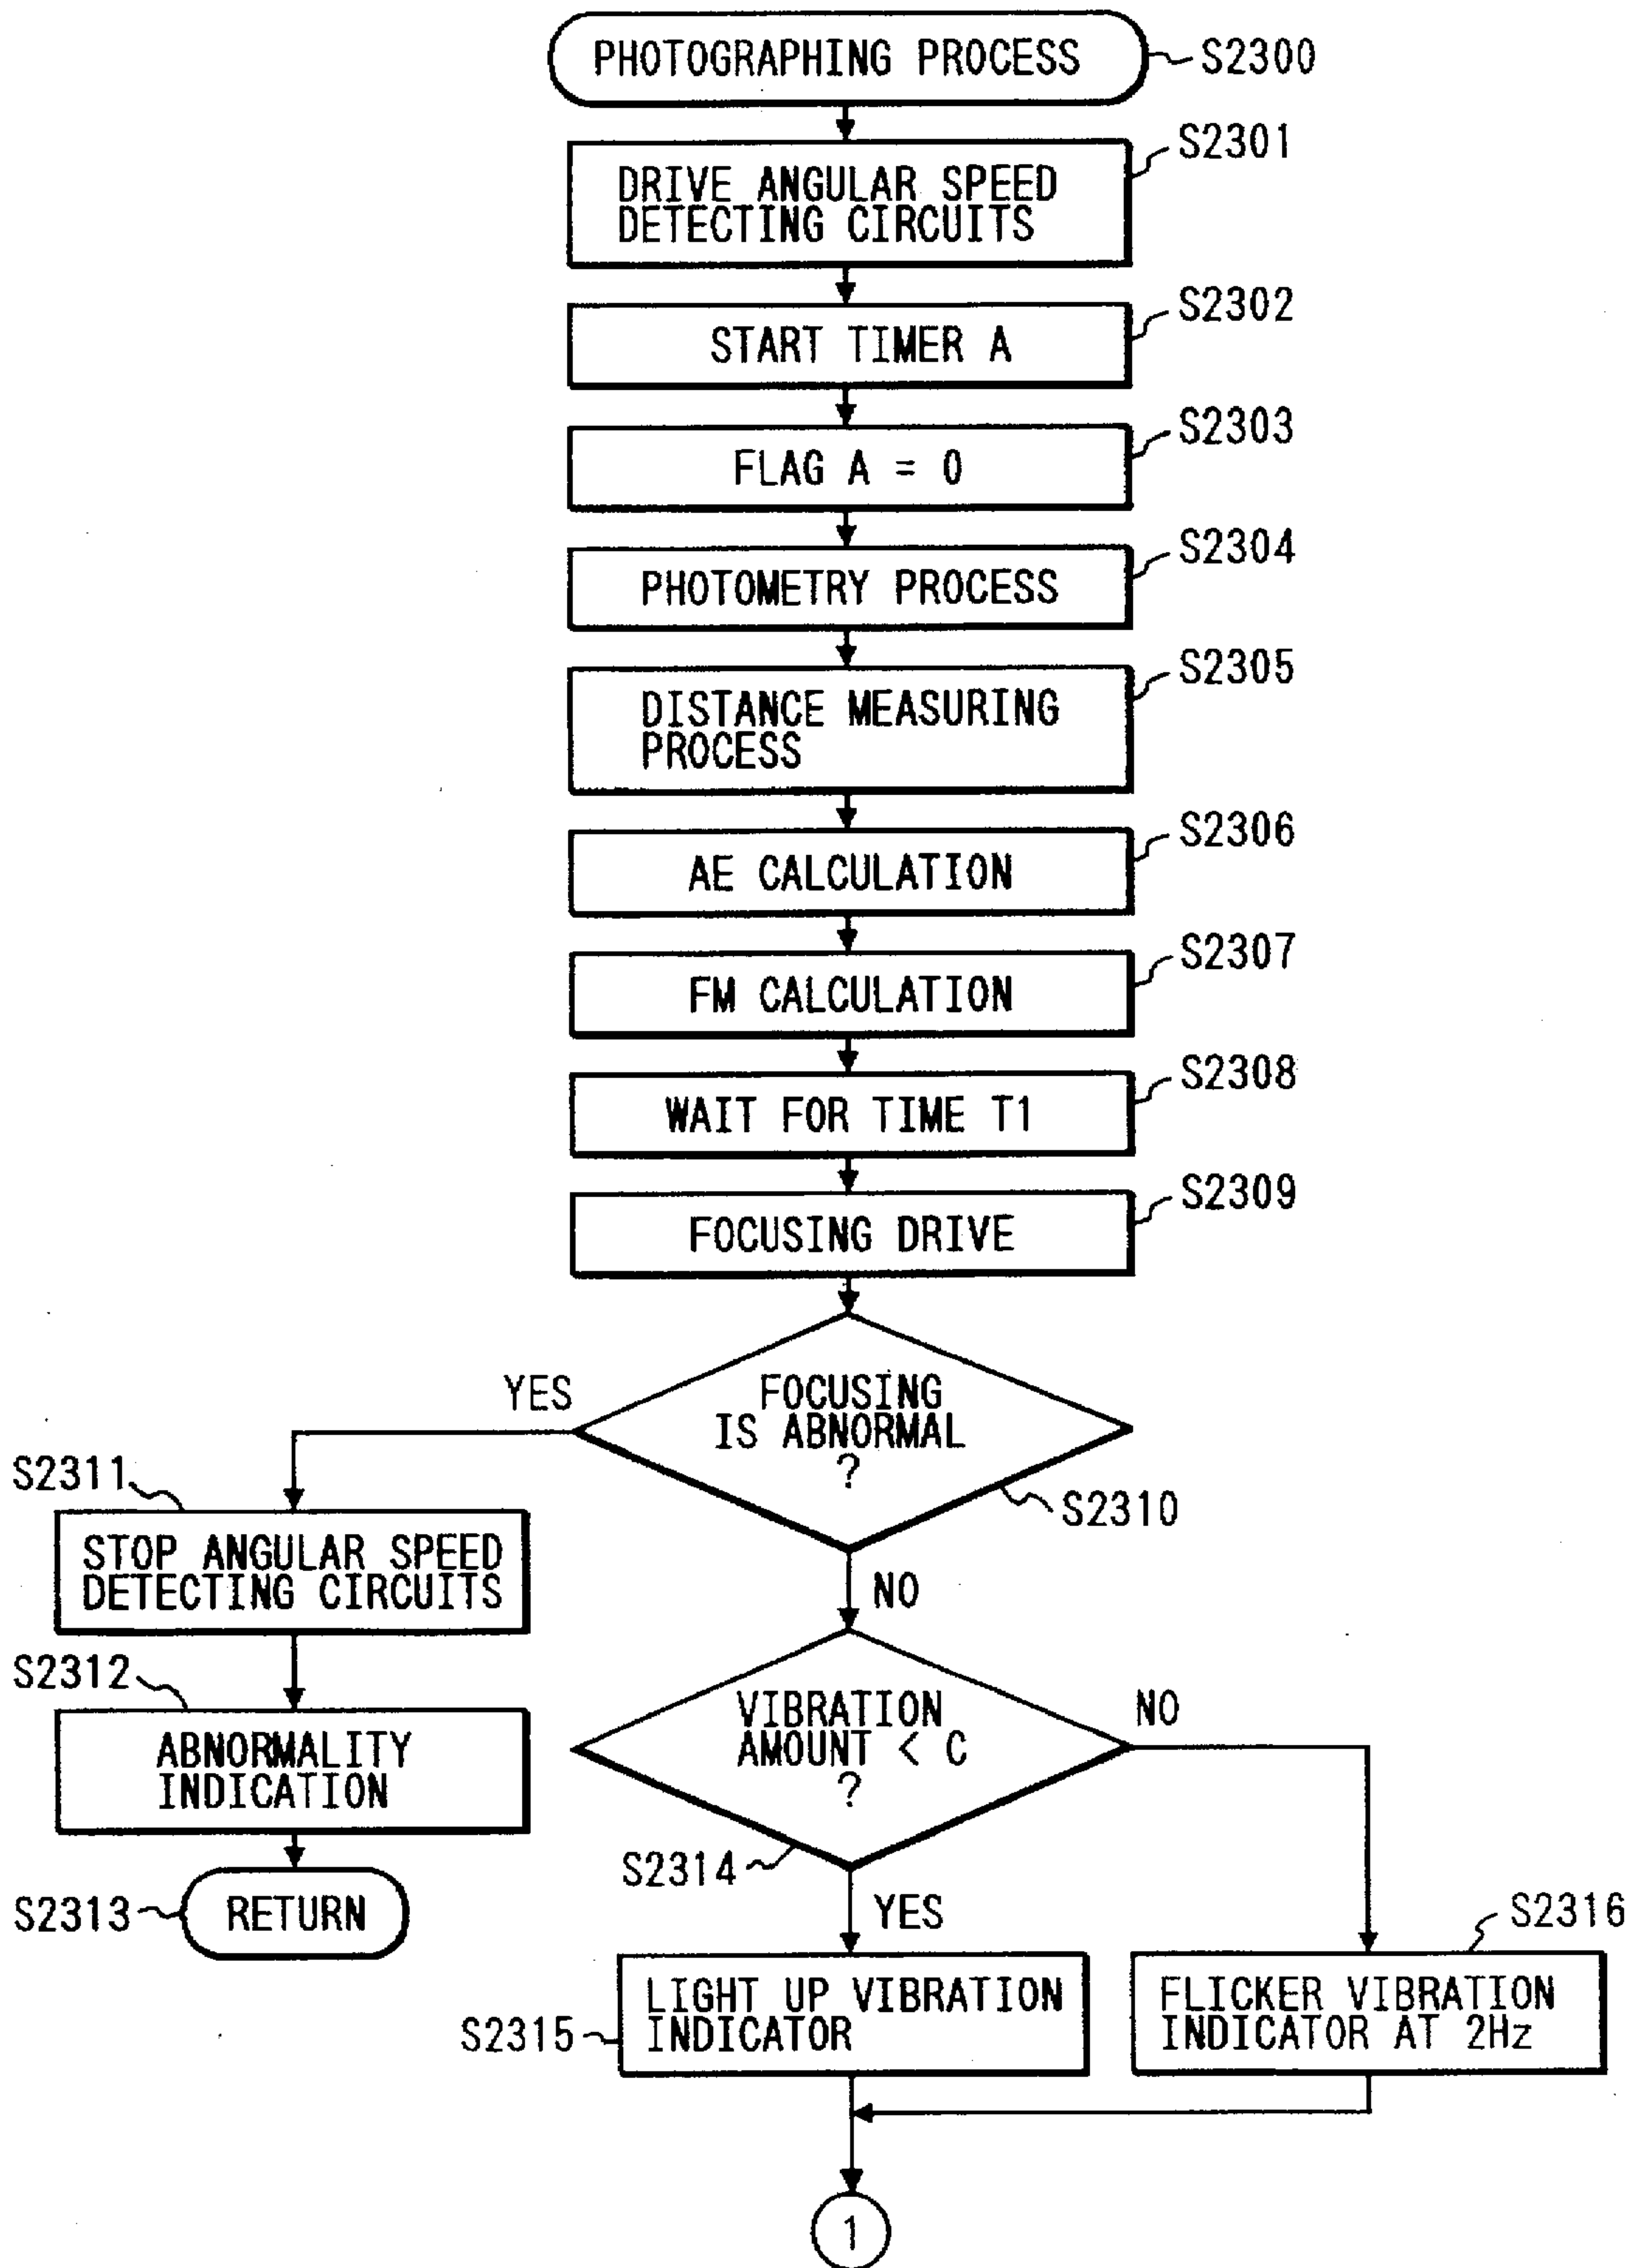 PHOTOGRAPHING PROCESS
S2300
S2301
DRIVE ANGULAR SPEED
DETECTING CIRCUITS
S2302
START TIMER A
S2303
FLAG A = 0
S2304
PHOTOMETRY PROCESS
S2305
DISTANCE MEASURING
PROCESS
S2306
AE CALCULATION
S2307
FM CALCULATION
S2308
WAIT FOR TIME T1
S2309
FOCUSING DRIVE
YES
FOCUSING
IS ABNORMAL
?
S2310
S2311
STOP ANGULAR SPEED
DETECTING CIRCUITS
NO
S2312
ABNORMALITY
INDICATION
VIBRATION
AMOUNT < C
?
NO
S2314
S2313
RETURN
YES
S2316
LIGHT UP VIBRATION
INDICATOR
S2315
FLICKER VIBRATION
INDICATOR AT 2Hz
1